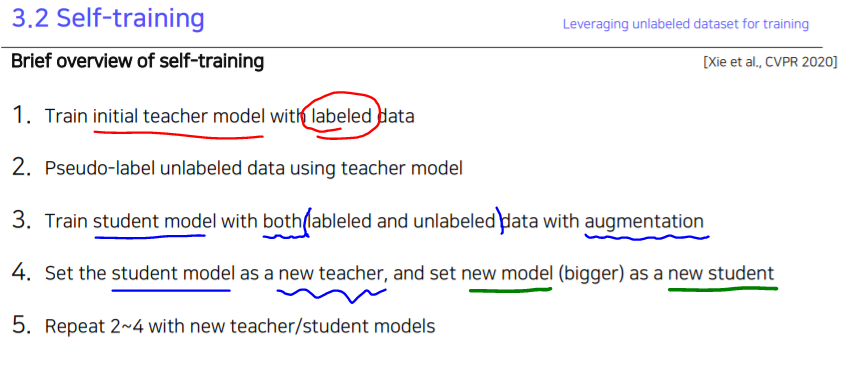 3.2 Self-training
Leveraging unlabeled dataset for training
Brief overview of self-training
[Xie et al., CVPR 2020]
1. Train initial teacher model with labeled data
2. Pseudo-label unlabeled data using teacher model
3. Train student model with both lableled and unlabeled data with augmentation
4. Set the student model as a new teacher, and set new model (bigger) as a new student
5. Repeat 2~4 with new teacher/student models